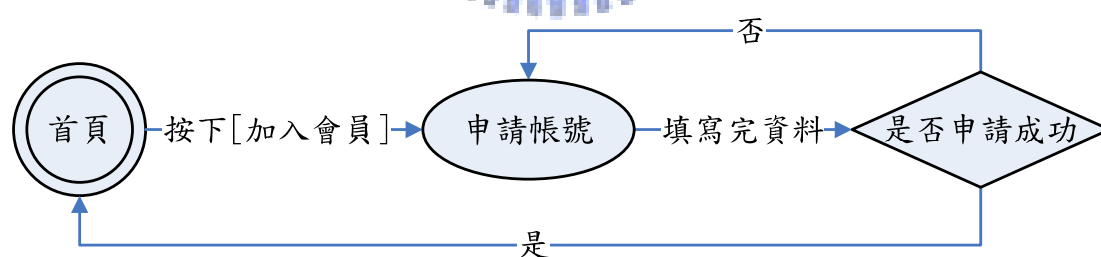 否
首頁
按下[加入會員]
申請帳號
填寫完資料
是否申請成功
是